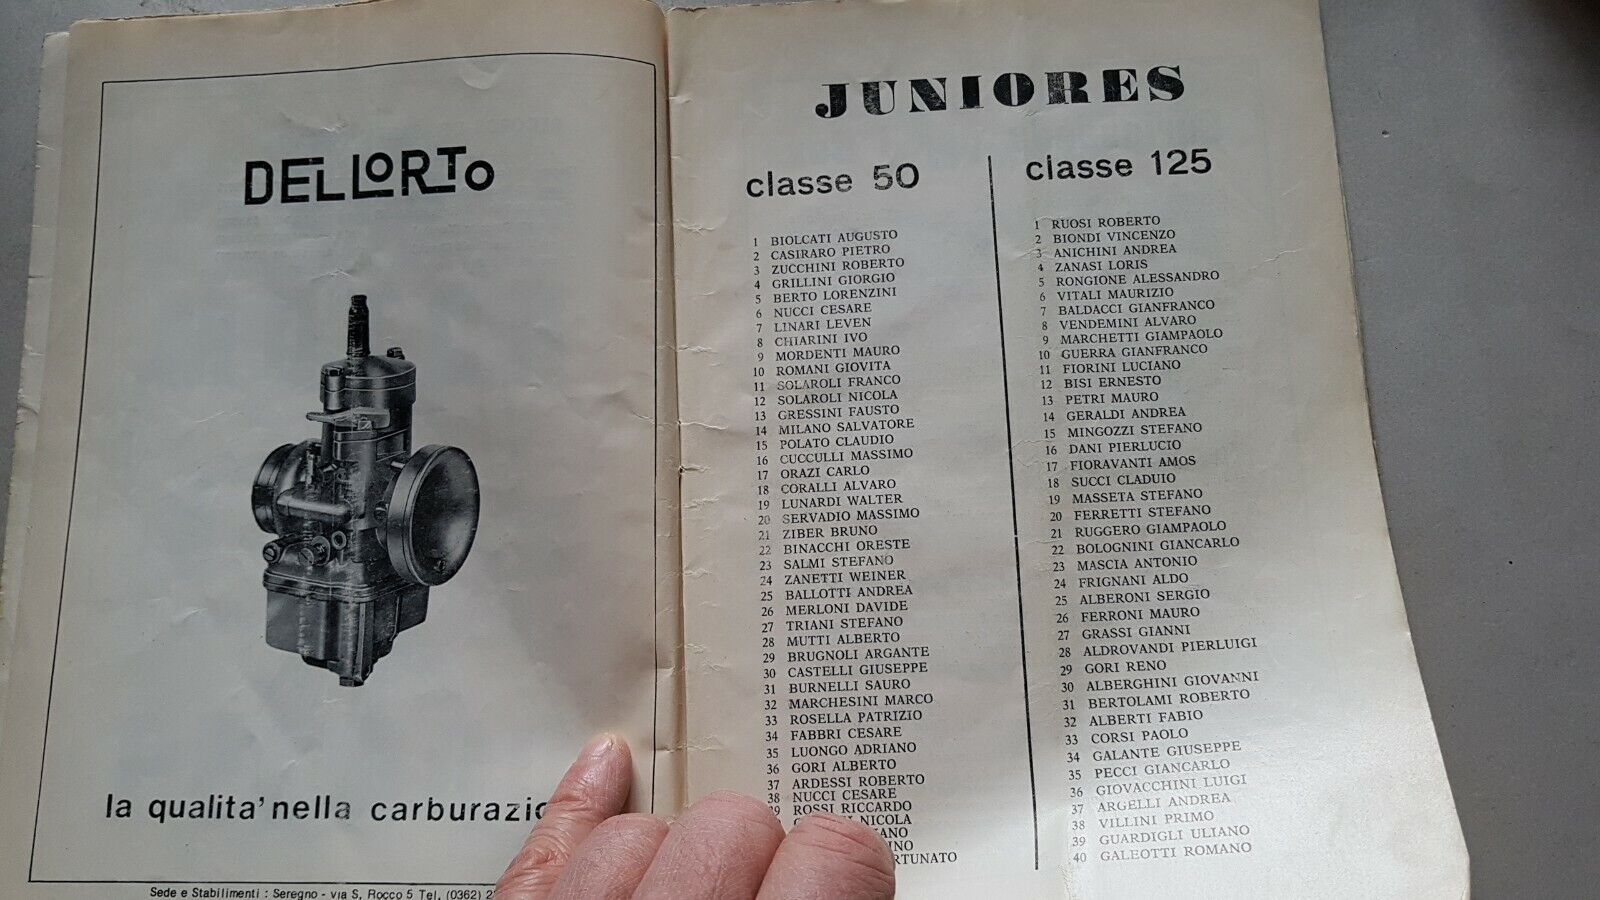 DELLORTO
la qualita' nella
Sede e Stabilimenti : Seregno - via S. Rocco 5 Tel. (0362)
JUNIORES
classe 50
1 BIOLCATI AUGUSTO
2 CASIRARO PIETRO
3 ZUCCHINI ROBERTO
4 GRILLINI GIORGIO
5 BERTO LORENZINI
6 NUCCI CESARE
7 LINARI LEVEN
8 CHIARINI IVO
9 MORDENTI MAURO
10 ROMANI GIOVITA
11 SOLAROLI FRANCO
12 SOLAROLI NICOLA
13 GRESSINI FAUSTO
14 MILANO SALVATORE
15 POLATO CLAUDIO
16 CUCCULLI MASSIMO
17 ORAZI CARLO
18 CORALLI ALVARO
19 LUNARDI WALTER
20 SERVADIO MASSIMO
21 ZIBER BRUNO
22 BINACCHI ORESTE
23 SALMI STEFANO
24 ZANETTI WEINER
25 BALLOTTI ANDREA
26 MERLONI DAVIDE
27 TRIANI STEFANO
28 MUTTI ALBERTO
29 BRUGNOLI ARGANTE
30 CASTELLI GIUSEPPE
31 BURNELLI SAURO
32 MARCHESINI MARCO
33 ROSELLA PATRIZIO
34 FABBRI CESARE
35 LUONGO ADRIANO
36 GORI ALBERTO
37 ARDESSI ROBERTO
38 NUCCI CESARE
ROSSI RICCARDO
NICOLA
classe 125
1 RUOSI ROBERTO
2 BIONDI VINCENZO
3 ANICHINI ANDREA
4 ZANASI LORIS
5 RONGIONE ALESSANDRO
6 VITALI MAURIZIO
7 BALDACCI GIANFRANCO
8 VENDEMINI ALVARO
9 MARCHETTI GIAMPAOLO
10 GUERRA GIANFRANCO
11 FIORINI LUCIANO
12 BISI ERNESTO
13 PETRI MAURO
14 GERALDI ANDREA
15 MINGOZZI STEFANO
16 DANI PIERLUCIO
17 FIORAVANTI AMOS
18 SUCCI CLADUIO
19 MASSETA STEFANO
20 FERRETTI STEFANO
21 RUGGERO GIAMPAOLO
22 BOLOGNINI GIANCARLO
23 MASCIA ANTONIO
24 FRIGNANI ALDO
25 ALBERONI SERGIO
26 FERRONI MAURO
27 GRASSI GIANNI
28 ALDROVANDI PIERLUIGI
29 GORI RENO
30 ALBERGHINI GIOVANNI
31 BERTOLAMI ROBERTO
32 ALBERTI FABIO
33 CORSI PAOLO
34 GALANTE GIUSEPPE
35 PECCI GIANCARLO
36 GIOVACCHINI LUIGI
37 ARGELLI ANDREA
38 VILLINI PRIMO
39 GUARDIGLI ULIANO
40 GALEOTTI ROMANO